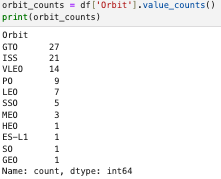 orbit_counts = df['Orbit'].value_counts()
print(orbit_counts)
Orbit
GTO 27
ISS 21
VLEO 14
PO 9
LEO 7
SSO 5
MEO 3
HEO 1
ES-L1 1
SO 1
GEO 1
Name: count, dtype: int64